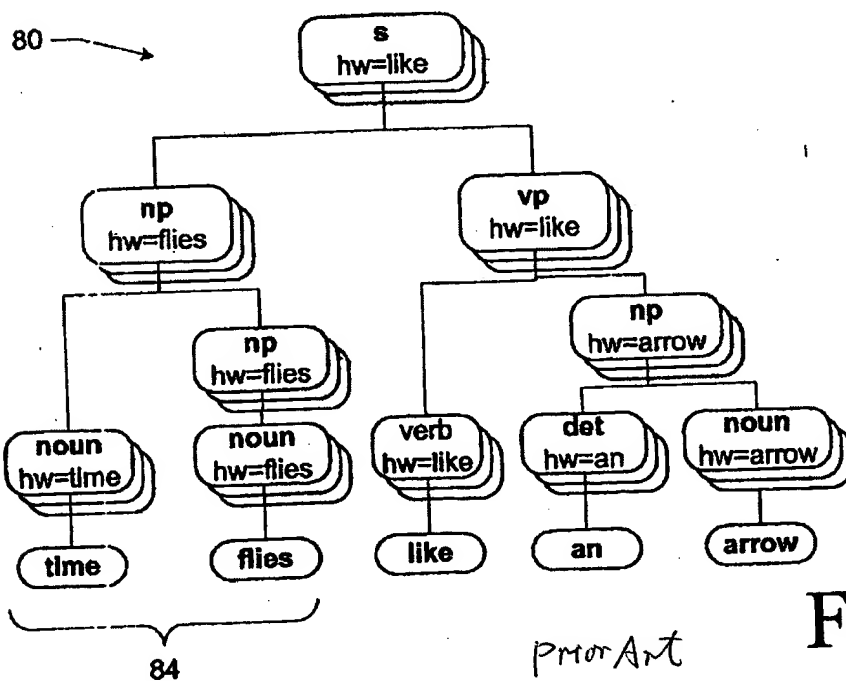 80
s
hw=like
np
hw=flies
vp
hw=like
np
hw=flies
np
hw=arrow
noun
hw=time
noun
hw=flies
verb
hw=like
det
hw=an
noun
hw=arrow
time
flies
like
an
arrow
84
Prior Art
F